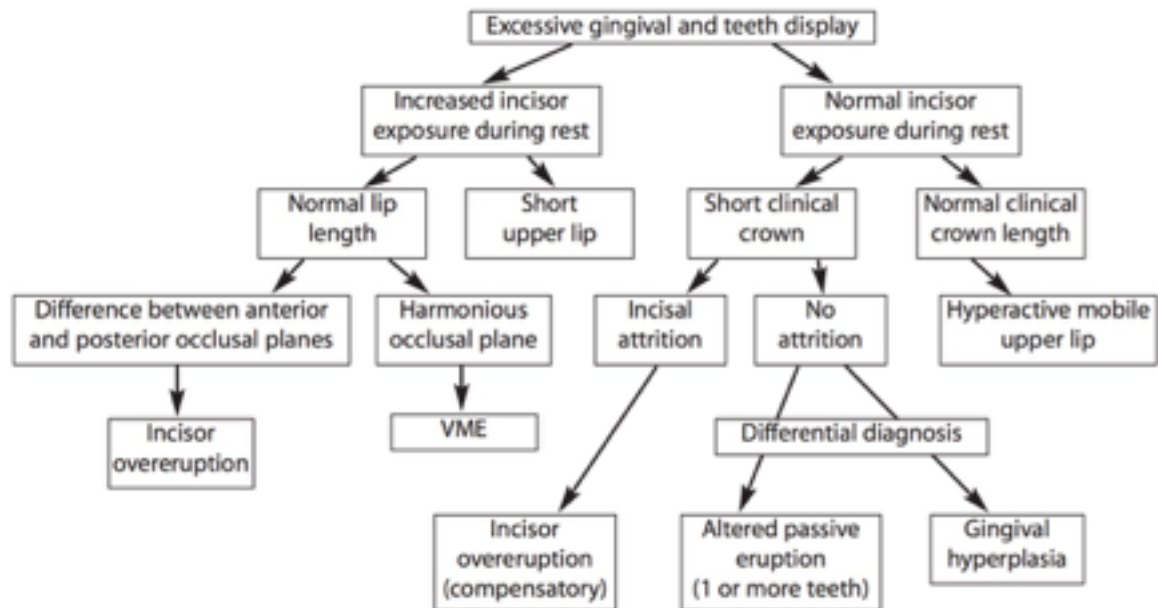 Excessive gingival and teeth display
Increased incisor
exposure during rest
Normal incisor
exposure during rest
Normal lip
length
Short
upper lip
Short clinical
crown
Normal clinical
crown length
Difference between anterior
and posterior occlusal planes
Harmonious
occlusal plane
Incisal
attrition
No
attrition
Hyperactive mobile
upper lip
Incisor
overeruption
VME
Differential diagnosis
Incisor
overeruption
(compensatory)
Altered passive
eruption
(1 or more teeth)
Gingival
hyperplasia